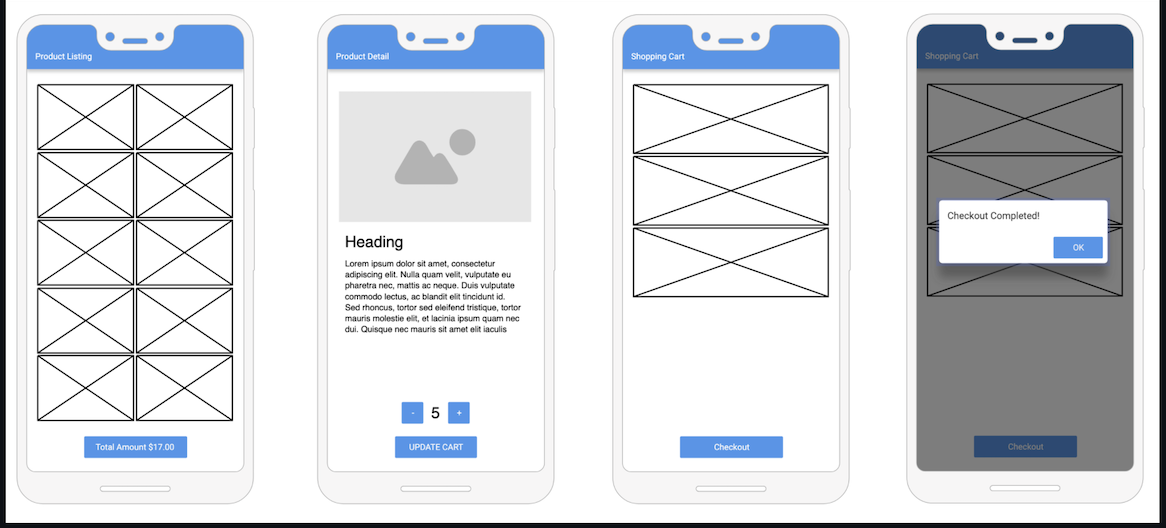 Product Listing
Total Amount $17.00
Product Detail
Heading
Lorem ipsum dolor sit amet, consectetur
adipiscing elit. Nulla quam velit, vulputate eu
pharetra nec, mattis ac neque. Duis vulputate
commodo lectus, ac blandit elit tincidunt id.
Sed rhoncus, tortor sed eleifend tristique, tortor
mauris molestie elit, et lacinia ipsum quam nec
dui. Quisque nec mauris sit amet elit iaculis
- 5 +
UPDATE CART
Shopping Cart
Checkout
Shopping Cart
Checkout Completed!
OK
Checkout